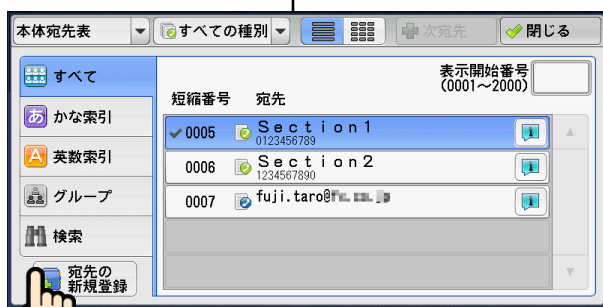 本体宛先表 すべての種別 次宛先 閉じる
すべて
かな索引
英数索引
グループ
検索
宛先の
新規登録
表示開始番号
(0001～2000)
短縮番号 宛先
0005 Section1
0123456789
0006 Section2
1234567890
0007 fuji.taro@